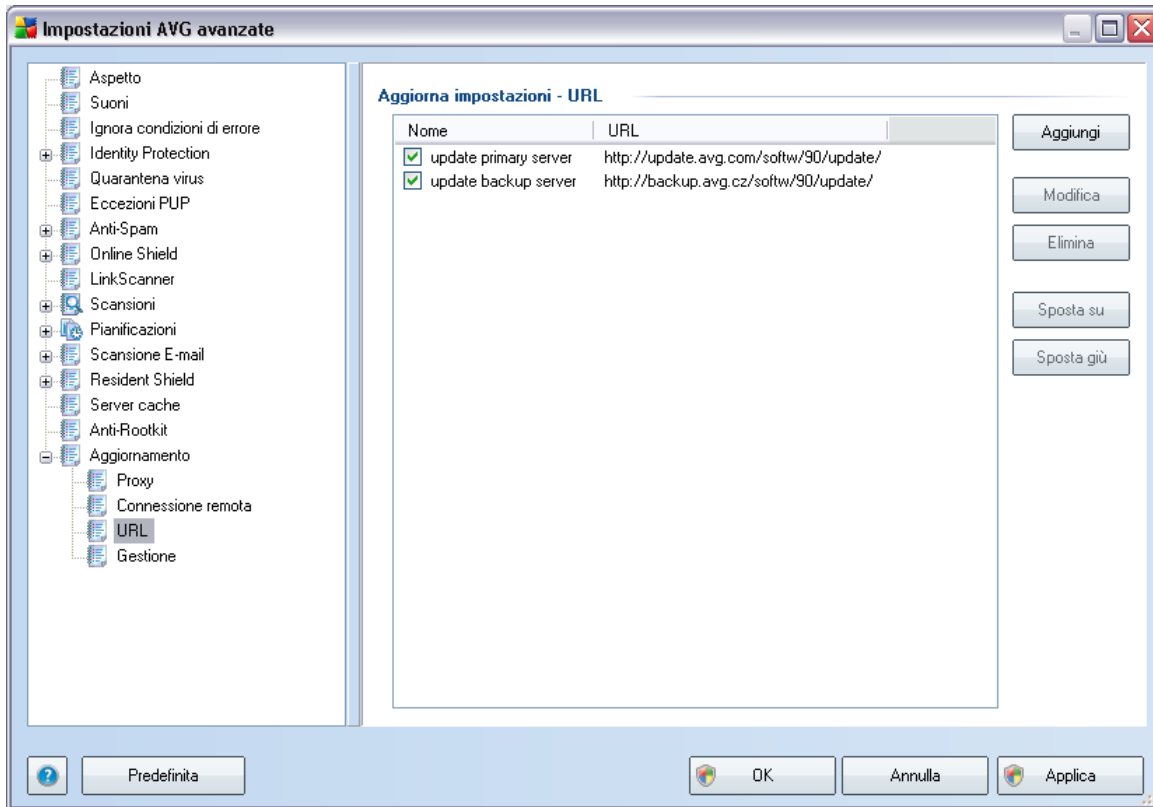 Impostazioni AVG avanzate
Aspetto
Suoni
Ignora condizioni di errore
Identity Protection
Quarantena virus
Eccezioni PUP
Anti-Spam
Online Shield
LinkScanner
Scansioni
Pianificazioni
Scansione E-mail
Resident Shield
Server cache
Anti-Rootkit
Aggiornamento
Proxy
Connessione remota
URL
Gestione
Aggiorna impostazioni - URL
Nome URL
update primary server http://update.avg.com/softw/90/update/
update backup server http://backup.avg.cz/softw/90/update/
Aggiungi
Modifica
Elimina
Sposta su
Sposta giù
? Predefinita OK Annulla Applica